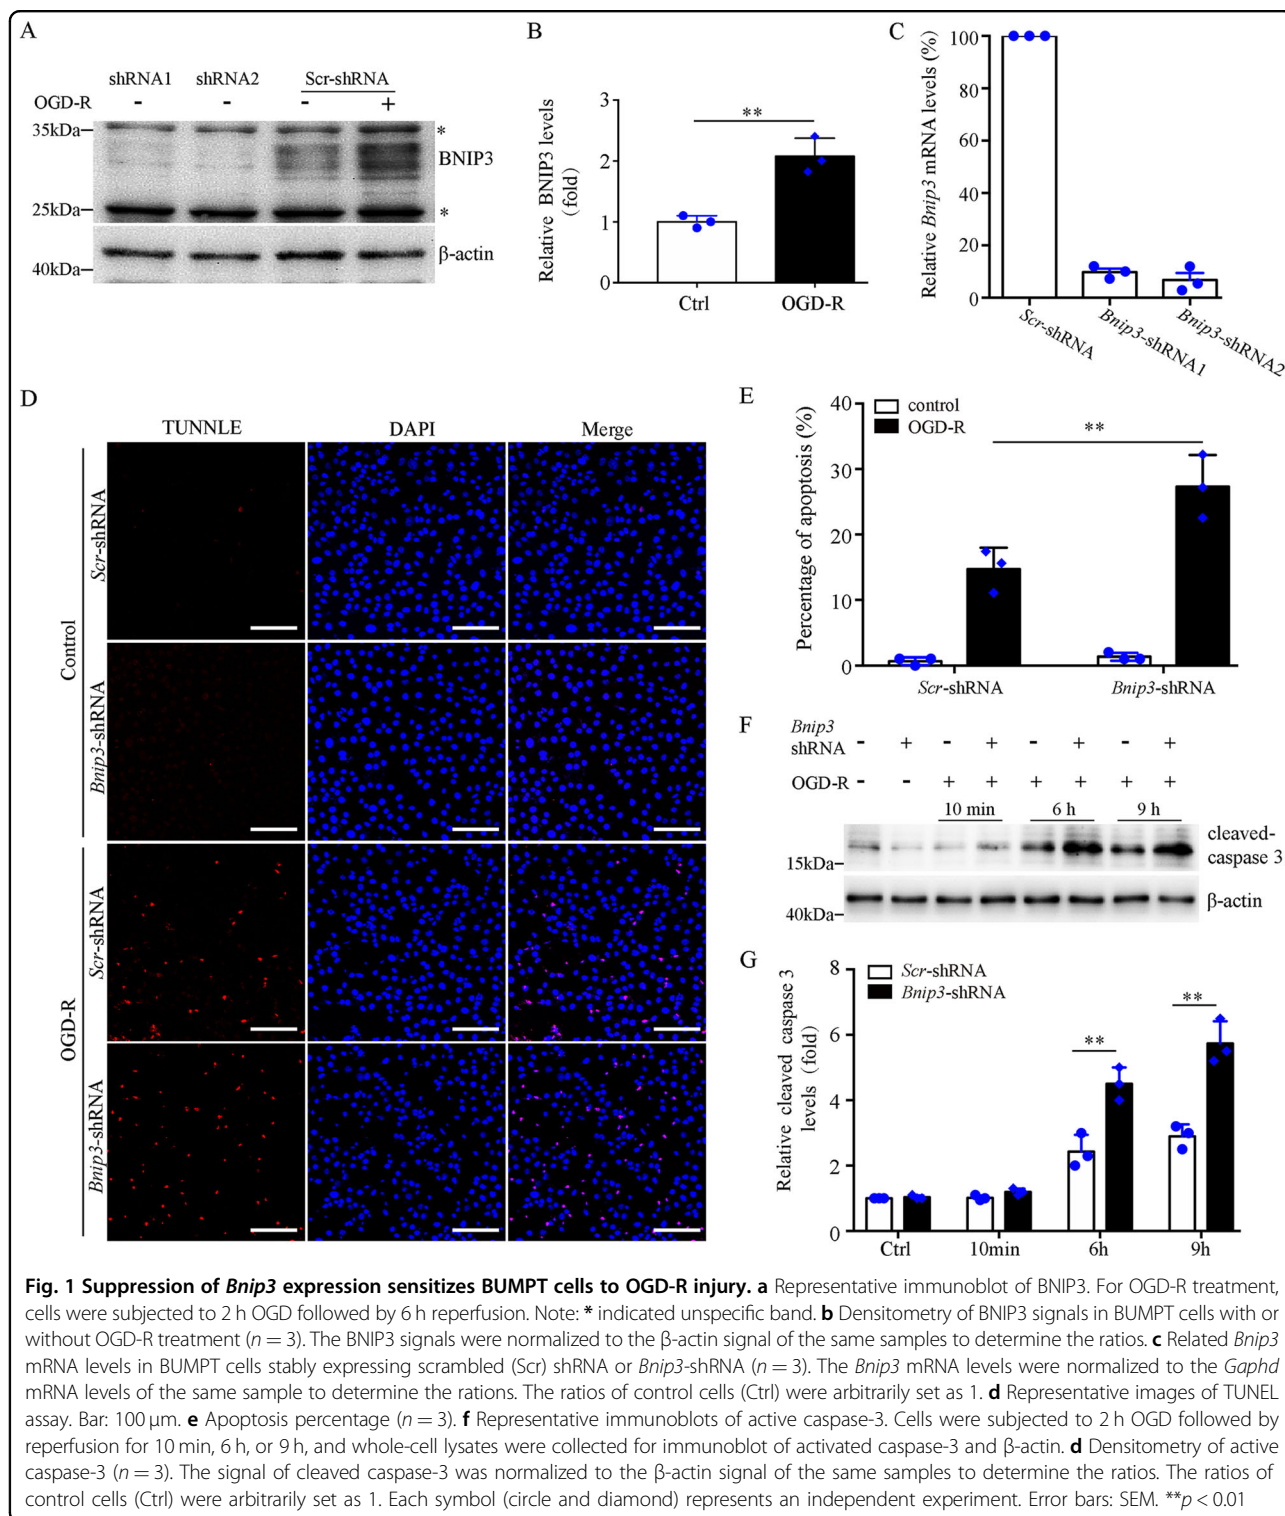 A
shRNA1 shRNA2 Scr-shRNA
OGD-R - - - +
35kDa *
BNIP3
25kDa *
β-actin
40kDa
B
Relative BNIP3 levels
(fold)
3
2
1
0
**
Ctrl OGD-R
C
Relative Bnip3 mRNA levels (%)
100
80
60
40
20
0
Scr-shRNA
Bnip3-shRNA1
Bnip3-shRNA2
D
TUNNLE DAPI Merge
Control
Scr-shRNA
Bnip3-shRNA
OGD-R
Scr-shRNA
Bnip3-shRNA
E
Percentage of apoptosis (%)
40
30
20
10
0
control
OGD-R
**
Scr-shRNA Bnip3-shRNA
F
Bnip3
shRNA - + - + - + - +
OGD-R - - + + + + + +
10 min 6 h 9 h
cleaved-
caspase 3
15kDa
β-actin
40kDa
G
Relative cleaved caspase 3
levels (fold)
8
6
4
2
0
Scr-shRNA
Bnip3-shRNA
**
**
Ctrl 10min 6h 9h
Fig. 1 Suppression of Bnip3 expression sensitizes BUMPT cells to OGD-R injury. a Representative immunoblot of BNIP3. For OGD-R treatment,
cells were subjected to 2 h OGD followed by 6 h reperfusion. Note: * indicated unspecific band. b Densitometry of BNIP3 signals in BUMPT cells with or
without OGD-R treatment (n = 3). The BNIP3 signals were normalized to the β-actin signal of the same samples to determine the ratios. c Related Bnip3
mRNA levels in BUMPT cells stably expressing scrambled (Scr) shRNA or Bnip3-shRNA (n = 3). The Bnip3 mRNA levels were normalized to the Gaphd
mRNA levels of the same sample to determine the rations. The ratios of control cells (Ctrl) were arbitrarily set as 1. d Representative images of TUNEL
assay. Bar: 100 μm. e Apoptosis percentage (n = 3). f Representative immunoblots of active caspase-3. Cells were subjected to 2 h OGD followed by
reperfusion for 10 min, 6 h, or 9 h, and whole-cell lysates were collected for immunoblot of activated caspase-3 and β-actin. d Densitometry of active
caspase-3 (n = 3). The signal of cleaved caspase-3 was normalized to the β-actin signal of the same samples to determine the ratios. The ratios of
control cells (Ctrl) were arbitrarily set as 1. Each symbol (circle and diamond) represents an independent experiment. Error bars: SEM. **p < 0.01